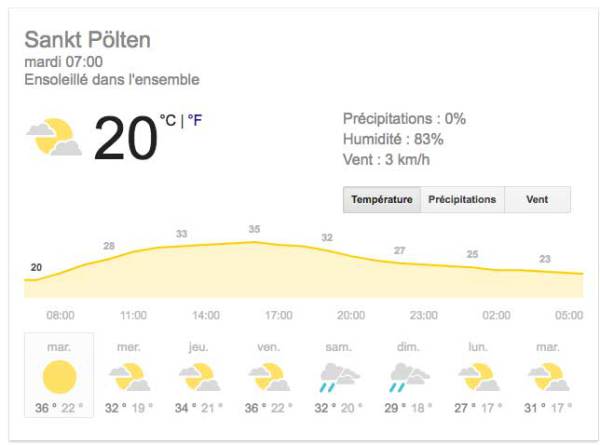 Sankt Pölten
mardi 07:00
Ensoleillé dans l'ensemble
20 °C | °F
Précipitations : 0%
Humidité : 83%
Vent : 3 km/h
Température Précipitations Vent
20 28 33 35 32 27 25 23
08:00 11:00 14:00 17:00 20:00 23:00 02:00 05:00
mar. mer. jeu. ven. sam. dim. lun. mar.
36 ° 22 ° 32 ° 19 ° 34 ° 21 ° 36 ° 22 ° 32 ° 20 ° 29 ° 18 ° 27 ° 17 ° 31 ° 17 °